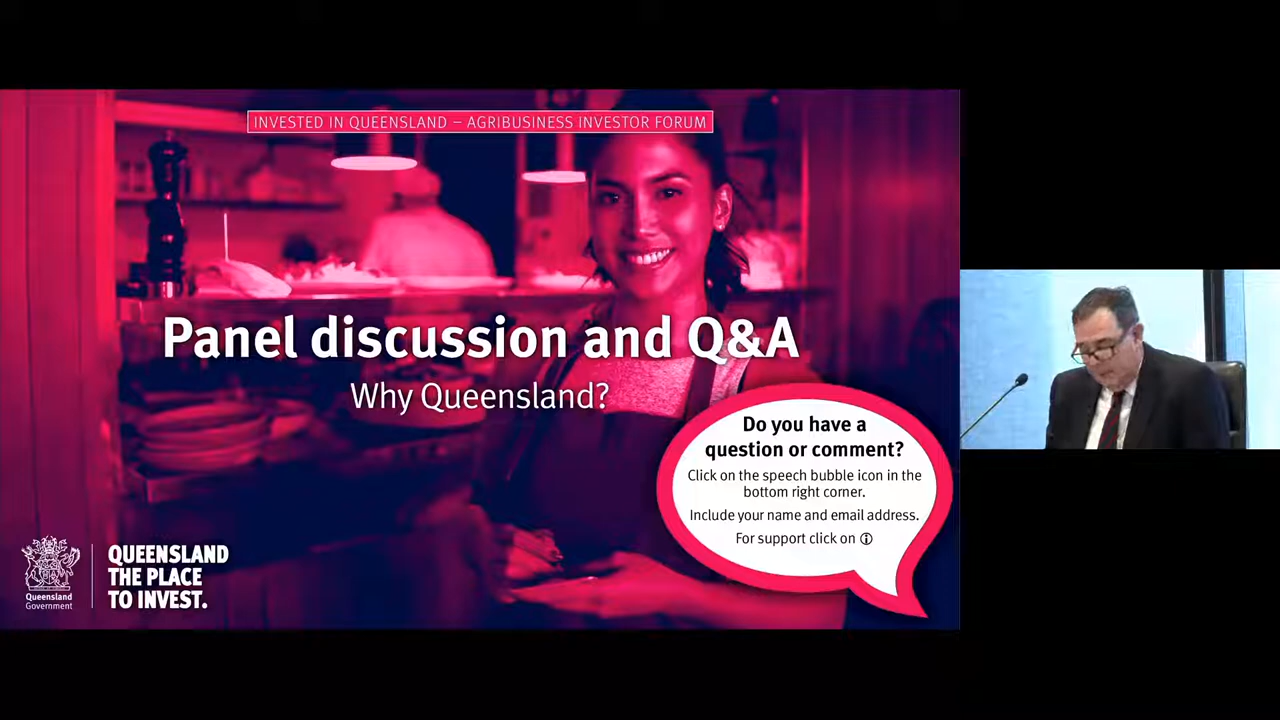 INVESTED IN QUEENSLAND – AGRIBUSINESS INVESTOR FORUM
Panel discussion and Q&A
Why Queensland?
Do you have a
question or comment?
Click on the speech bubble icon in the
bottom right corner.
Include your name and email address.
For support click on ⓘ
Queensland
Government
QUEENSLAND
THE PLACE
TO INVEST.